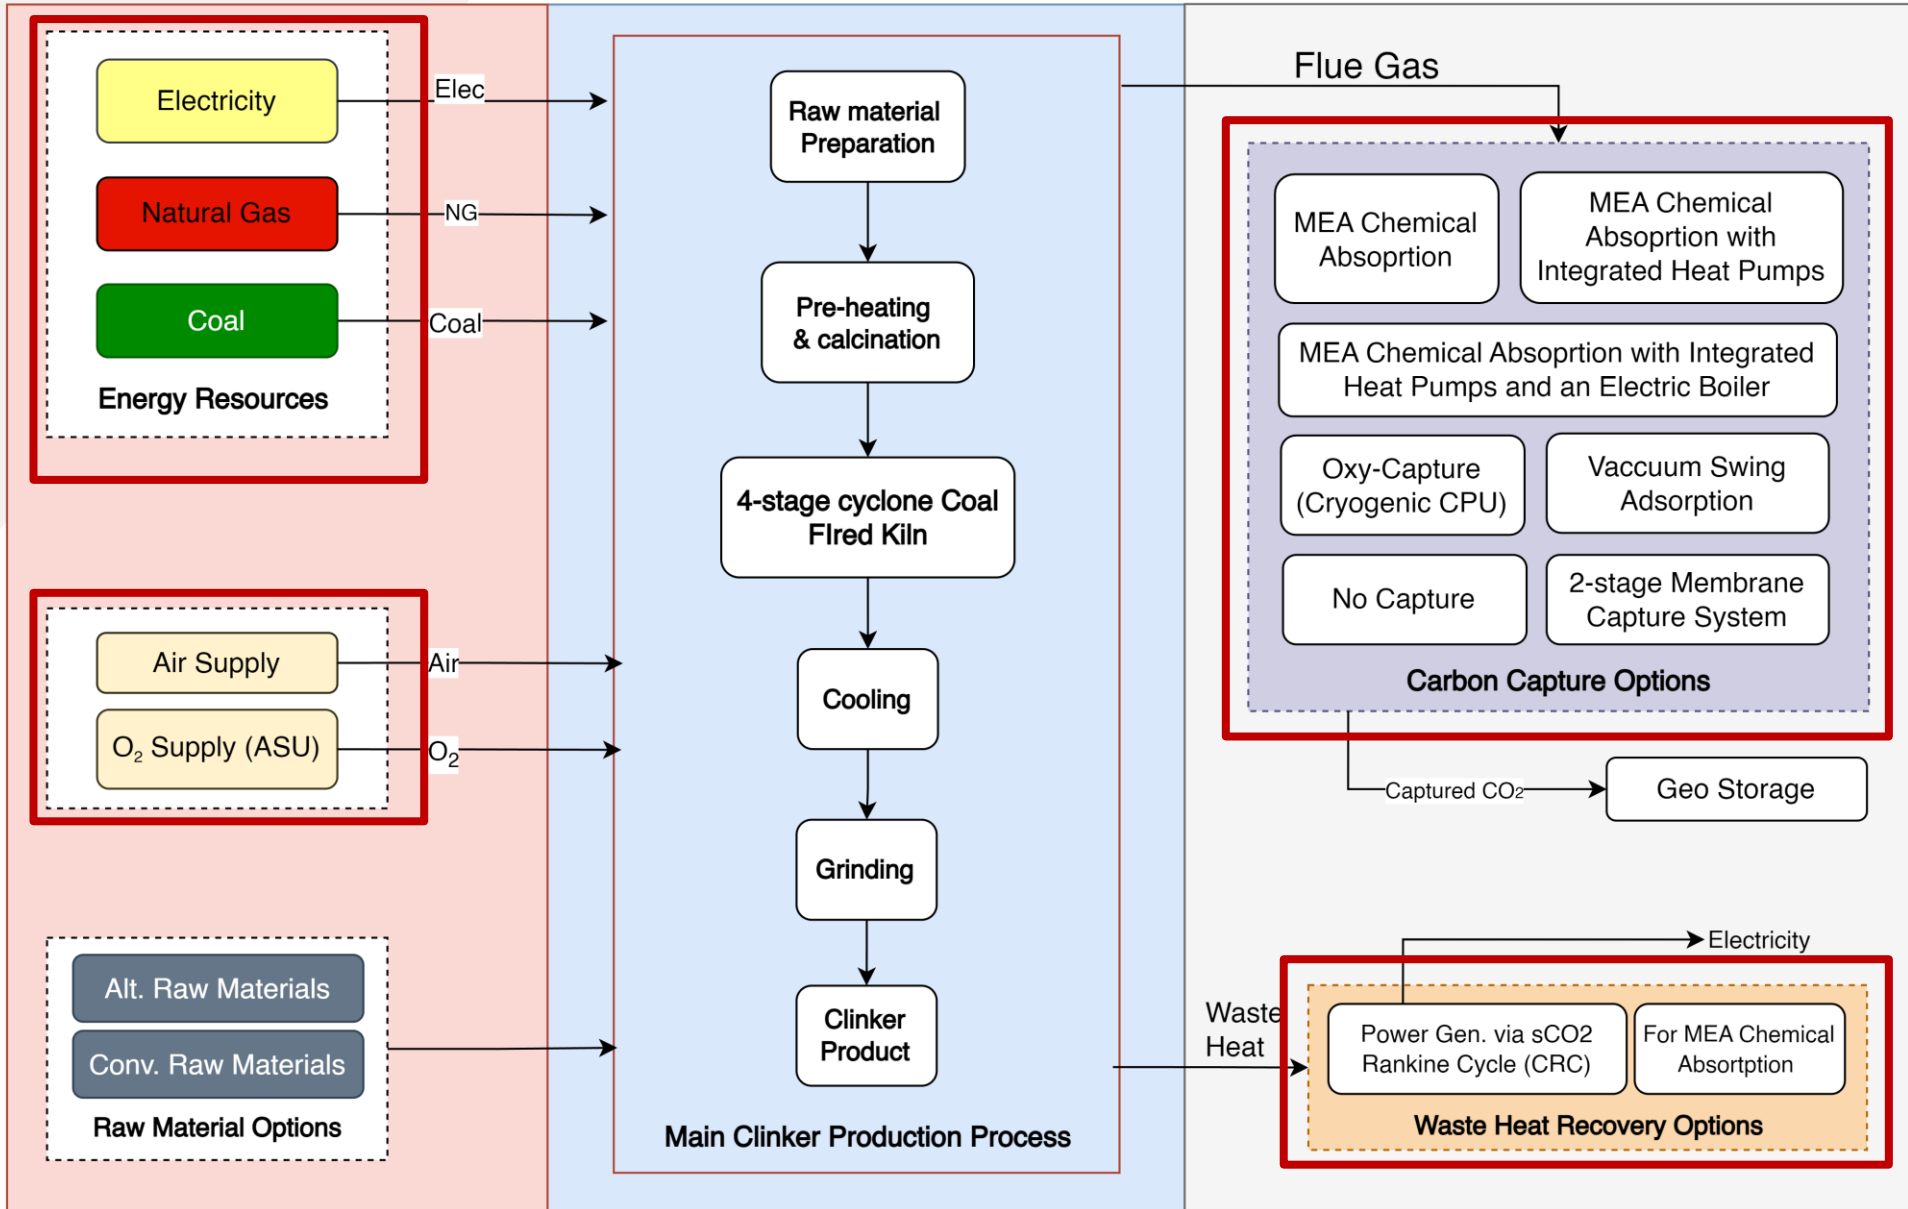 Electricity
Elec
Natural Gas
NG
Coal
Coal
Energy Resources
Air Supply
Air
O₂ Supply (ASU)
O₂
Alt. Raw Materials
Conv. Raw Materials
Raw Material Options
Raw material
Preparation
Pre-heating
& calcination
4-stage cyclone Coal
FIred Kiln
Cooling
Grinding
Clinker
Product
Main Clinker Production Process
Flue Gas
MEA Chemical
Absoprtion
MEA Chemical
Absoprtion with
Integrated Heat Pumps
MEA Chemical Absoprtion with Integrated
Heat Pumps and an Electric Boiler
Oxy-Capture
(Cryogenic CPU)
Vaccuum Swing
Adsorption
No Capture
2-stage Membrane
Capture System
Carbon Capture Options
Captured CO₂
Geo Storage
Electricity
Waste
Heat
Power Gen. via sCO2
Rankine Cycle (CRC)
For MEA Chemical
Absortption
Waste Heat Recovery Options